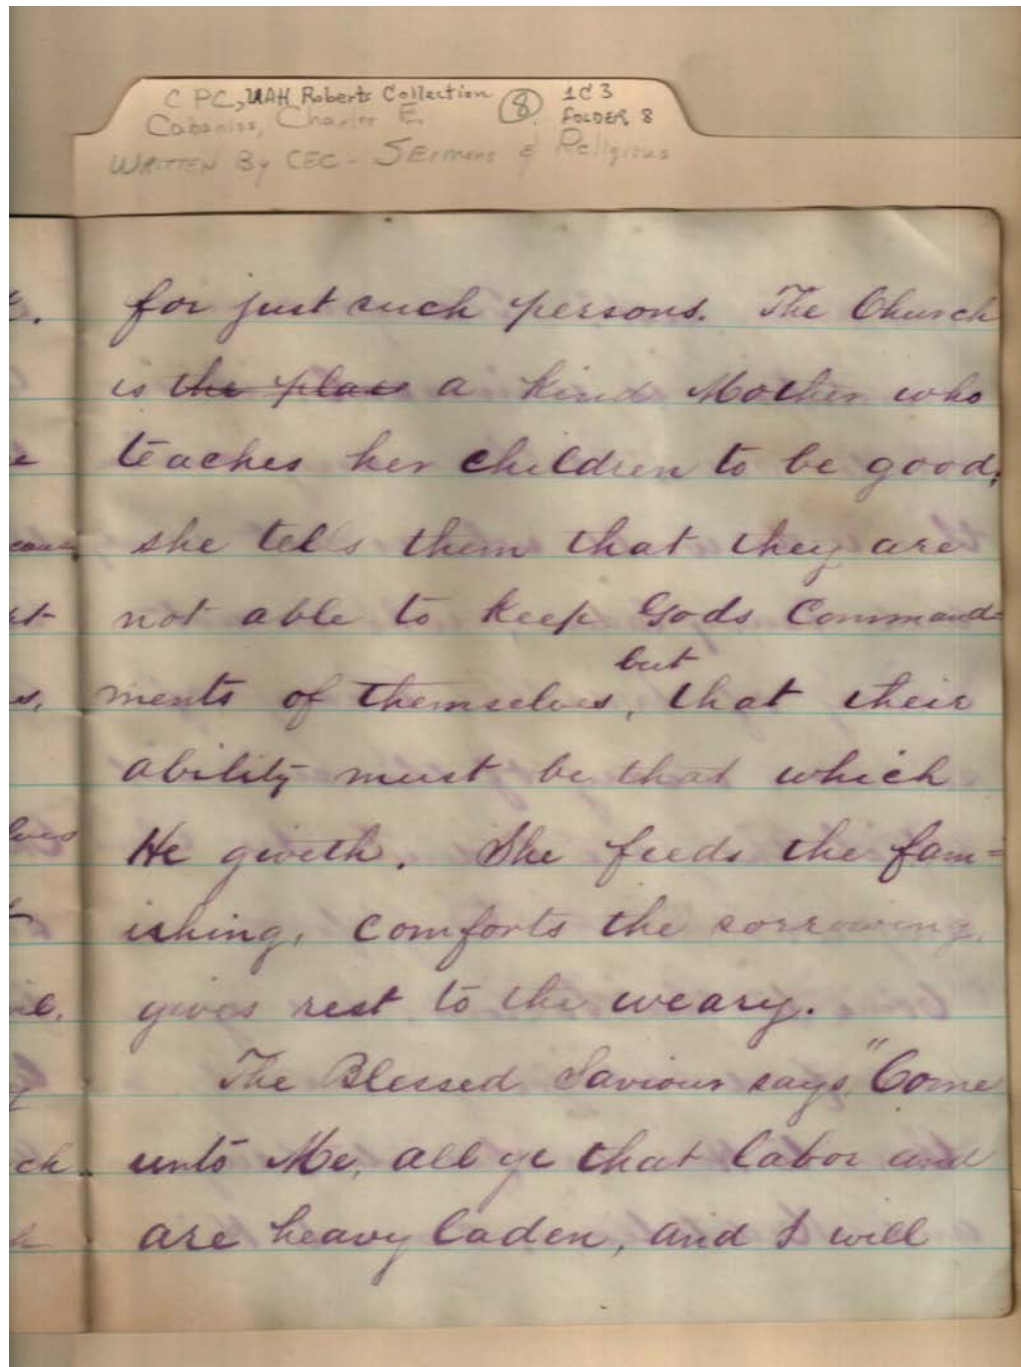 C PC, UAH Roberts Collection (8) 1 of 3
Cabaniss, Charles E. FOLDER 8
WRITTEN By CEC - SErmons & Religious
for just such persons. The Church
is the place a kind Mother who
teaches her children to be good;
she tells them that they are
not able to keep Gods Command=
but
ments of themselves, that their
ability must be that which
He giveth. She feeds the fam=
ishing, comforts the sorrowing,
gives rest to the weary.
The Blessed Saviour says, "Come
unto Me, all ye that labor and
are heavy laden, and I will